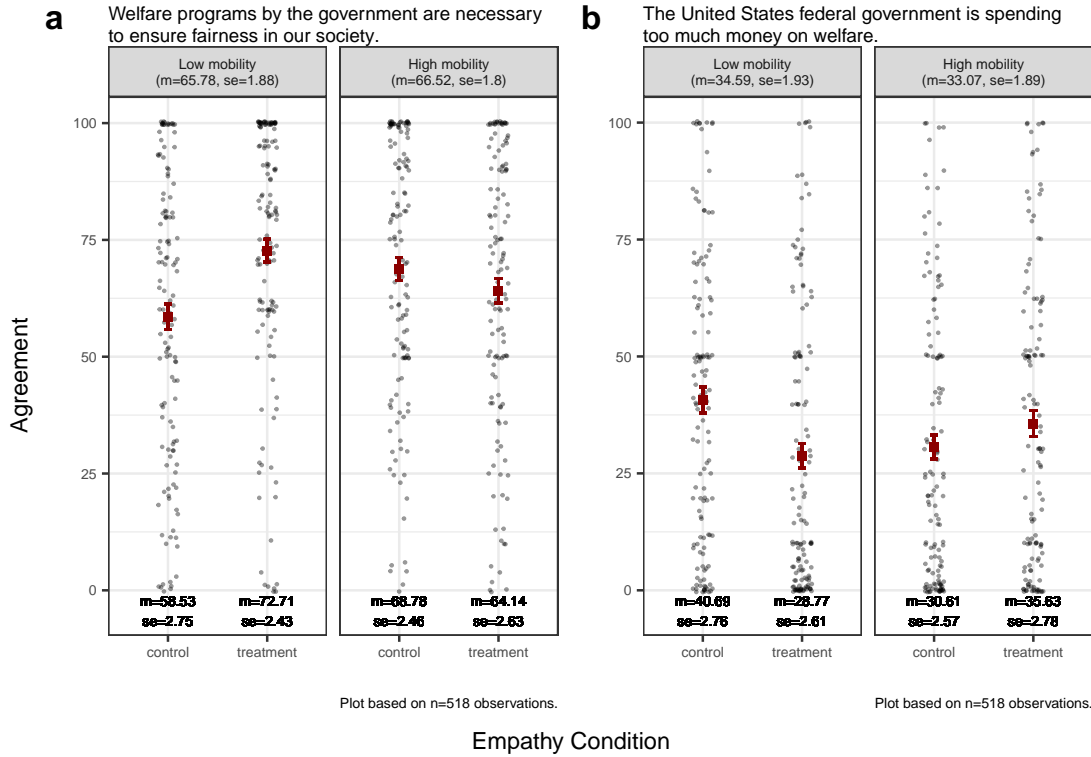 a
Welfare programs by the government are necessary
to ensure fairness in our society.
Low mobility
(m=65.78, se=1.88)
High mobility
(m=66.52, se=1.8)
100
75
50
25
0
m=58.53
se=2.75
m=72.71
se=2.43
m=68.78
se=2.46
m=64.14
se=2.63
control
treatment
control
treatment
Plot based on n=518 observations.
b
The United States federal government is spending
too much money on welfare.
Low mobility
(m=34.59, se=1.93)
High mobility
(m=33.07, se=1.89)
100
75
50
25
0
m=40.69
se=2.76
m=28.77
se=2.61
m=30.61
se=2.57
m=35.63
se=2.78
control
treatment
control
treatment
Plot based on n=518 observations.
Agreement
Empathy Condition